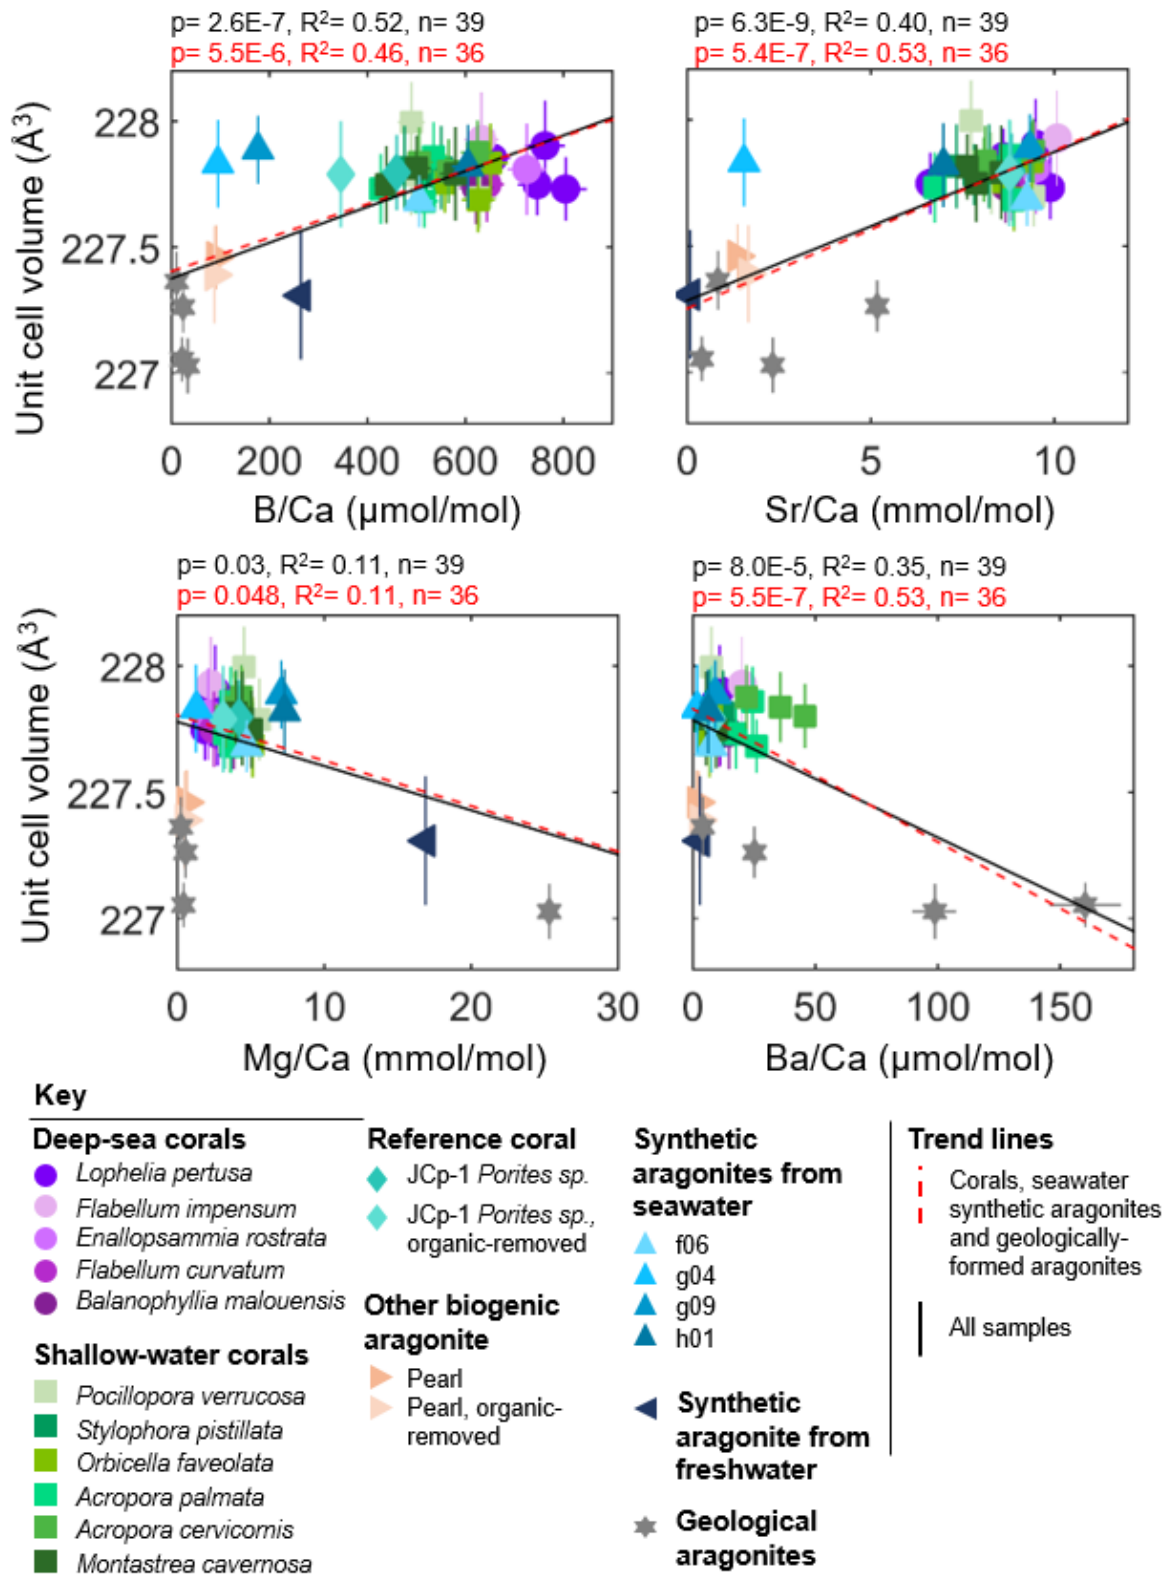 p= 2.6E-7, R²= 0.52, n= 39
p= 5.5E-6, R²= 0.46, n= 36
p= 6.3E-9, R²= 0.40, n= 39
p= 5.4E-7, R²= 0.53, n= 36
Unit cell volume (Å³)
228
227.5
227
0 200 400 600 800
B/Ca (µmol/mol)
0 5 10
Sr/Ca (mmol/mol)
p= 0.03, R²= 0.11, n= 39
p= 0.048, R²= 0.11, n= 36
p= 8.0E-5, R²= 0.35, n= 39
p= 5.5E-7, R²= 0.53, n= 36
Unit cell volume (Å³)
228
227.5
227
0 10 20 30
Mg/Ca (mmol/mol)
0 50 100 150
Ba/Ca (µmol/mol)
Key
Deep-sea corals
Lophelia pertusa
Flabellum impensum
Enallopsammia rostrata
Flabellum curvatum
Balanophyllia malouensis
Shallow-water corals
Pocillopora verrucosa
Stylophora pistillata
Orbicella faveolata
Acropora palmata
Acropora cervicornis
Montastrea cavernosa
Reference coral
JCp-1 Porites sp.
JCp-1 Porites sp.,
organic-removed
Other biogenic
aragonite
Pearl
Pearl, organic-
removed
Synthetic
aragonites from
seawater
f06
g04
g09
h01
Synthetic
aragonite from
freshwater
Geological
aragonites
Trend lines
Corals, seawater
synthetic aragonites
and geologically-
formed aragonites
All samples